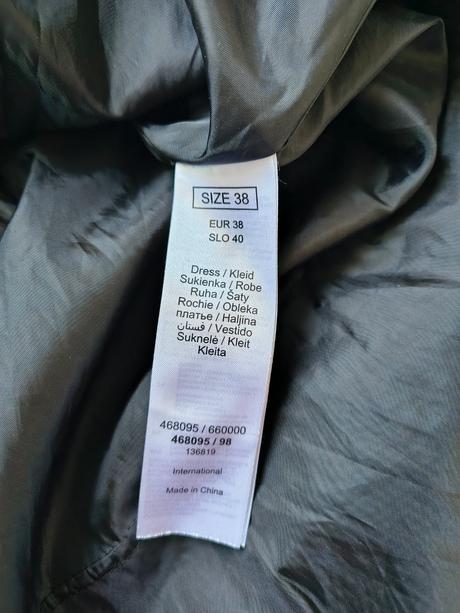 SIZE 38
EUR 38
SLO 40
Dress / Kleid
Sukienka / Robe
Ruha / Šaty
Rochie / Obleka
платье / Haljina
فستان / Vestido
Suknelė / Kleit
Kleita
468095 / 660000
468095 / 98
136819
International
Made in China